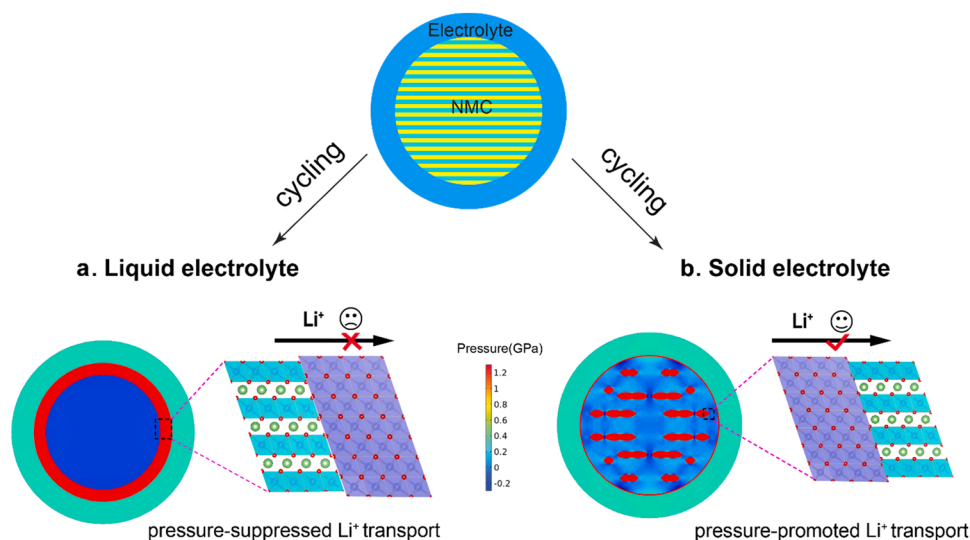 Electrolyte
NMC
cycling
cycling
a. Liquid electrolyte
b. Solid electrolyte
Li⁺
Li⁺
Pressure(GPa)
1.2
1
0.8
0.6
0.4
0.2
0
-0.2
pressure-suppressed Li⁺ transport
pressure-promoted Li⁺ transport